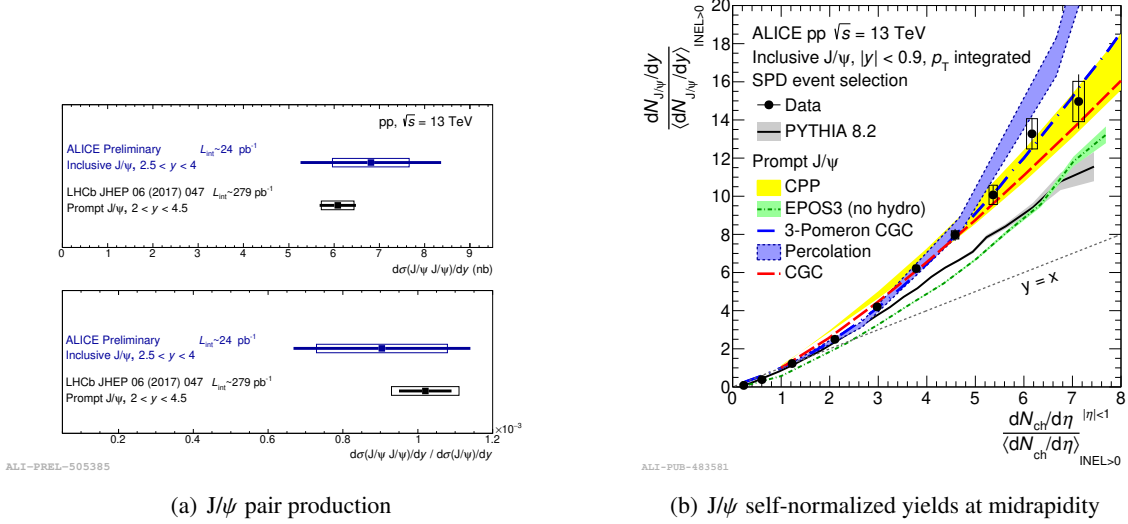 pp, √s = 13 TeV
ALICE Preliminary L_int~24 pb⁻¹
Inclusive J/ψ, 2.5 < y < 4
LHCb JHEP 06 (2017) 047 L_int~279 pb⁻¹
Prompt J/ψ, 2 < y < 4.5
0 1 2 3 4 5 6 7 8 9
dσ(J/ψ J/ψ)/dy (nb)
ALICE Preliminary L_int~24 pb⁻¹
Inclusive J/ψ, 2.5 < y < 4
LHCb JHEP 06 (2017) 047 L_int~279 pb⁻¹
Prompt J/ψ, 2 < y < 4.5
×10⁻³
0.2 0.4 0.6 0.8 1 1.2
dσ(J/ψ J/ψ)/dy / dσ(J/ψ)/dy
ALI-PREL-505385
(a) J/ψ pair production
dN_J/ψ/dy
⟨dN_J/ψ/dy⟩ INEL>0
20
18
16
14
12
10
8
6
4
2
0
ALICE pp √s = 13 TeV
Inclusive J/ψ, |y| < 0.9, p_T integrated
SPD event selection
Data
PYTHIA 8.2
Prompt J/ψ
CPP
EPOS3 (no hydro)
3-Pomeron CGC
Percolation
CGC
y = x
0 1 2 3 4 5 6 7 8
dN_ch/dη |η|<1
⟨dN_ch/dη⟩ INEL>0
ALI-PUB-483581
(b) J/ψ self-normalized yields at midrapidity